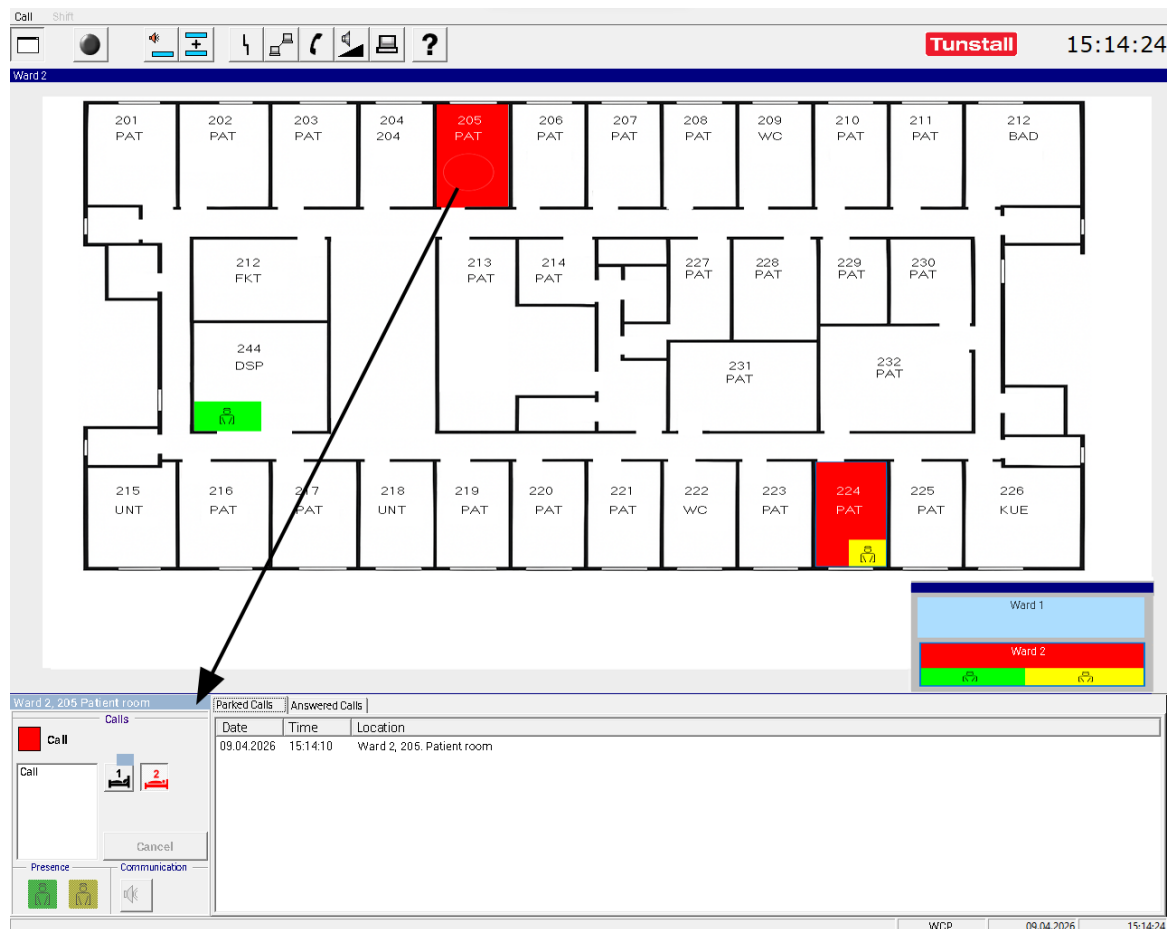 Call Shift
? Tunstall 15:14:24
Ward 2
201 202 203 204 205 206 207 208 209 210 211 212
PAT PAT PAT 204 PAT PAT PAT PAT WC PAT PAT BAD
212 213 214 227 228 229 230
FKT PAT PAT PAT PAT PAT PAT
244
DSP
231 232
PAT PAT
215 216 217 218 219 220 221 222 223 224 225 226
UNT PAT PAT UNT PAT PAT PAT WC PAT PAT PAT KUE
Ward 1
Ward 2
Ward 2, 205 Patient room
Calls
Call
Call
1 2
Cancel
Presence Communication
Parked Calls Answered Calls
Date Time Location
09.04.2026 15:14:10 Ward 2, 205. Patient room
WCP 09.04.2026 15:14:24